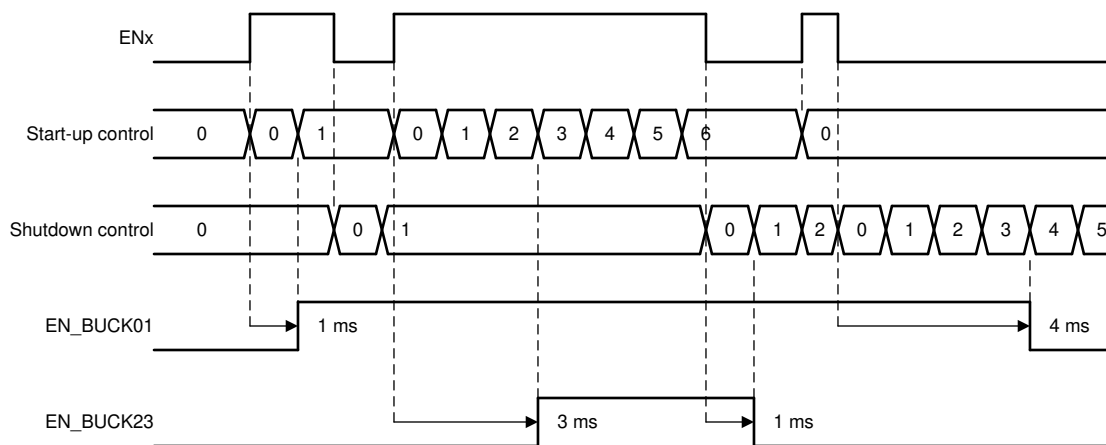 ENx
Start-up control 0 0 1 0 1 2 3 4 5 6 0
Shutdown control 0 0 1 0 1 2 0 1 2 3 4 5
EN_BUCK01 1 ms 4 ms
EN_BUCK23 3 ms 1 ms